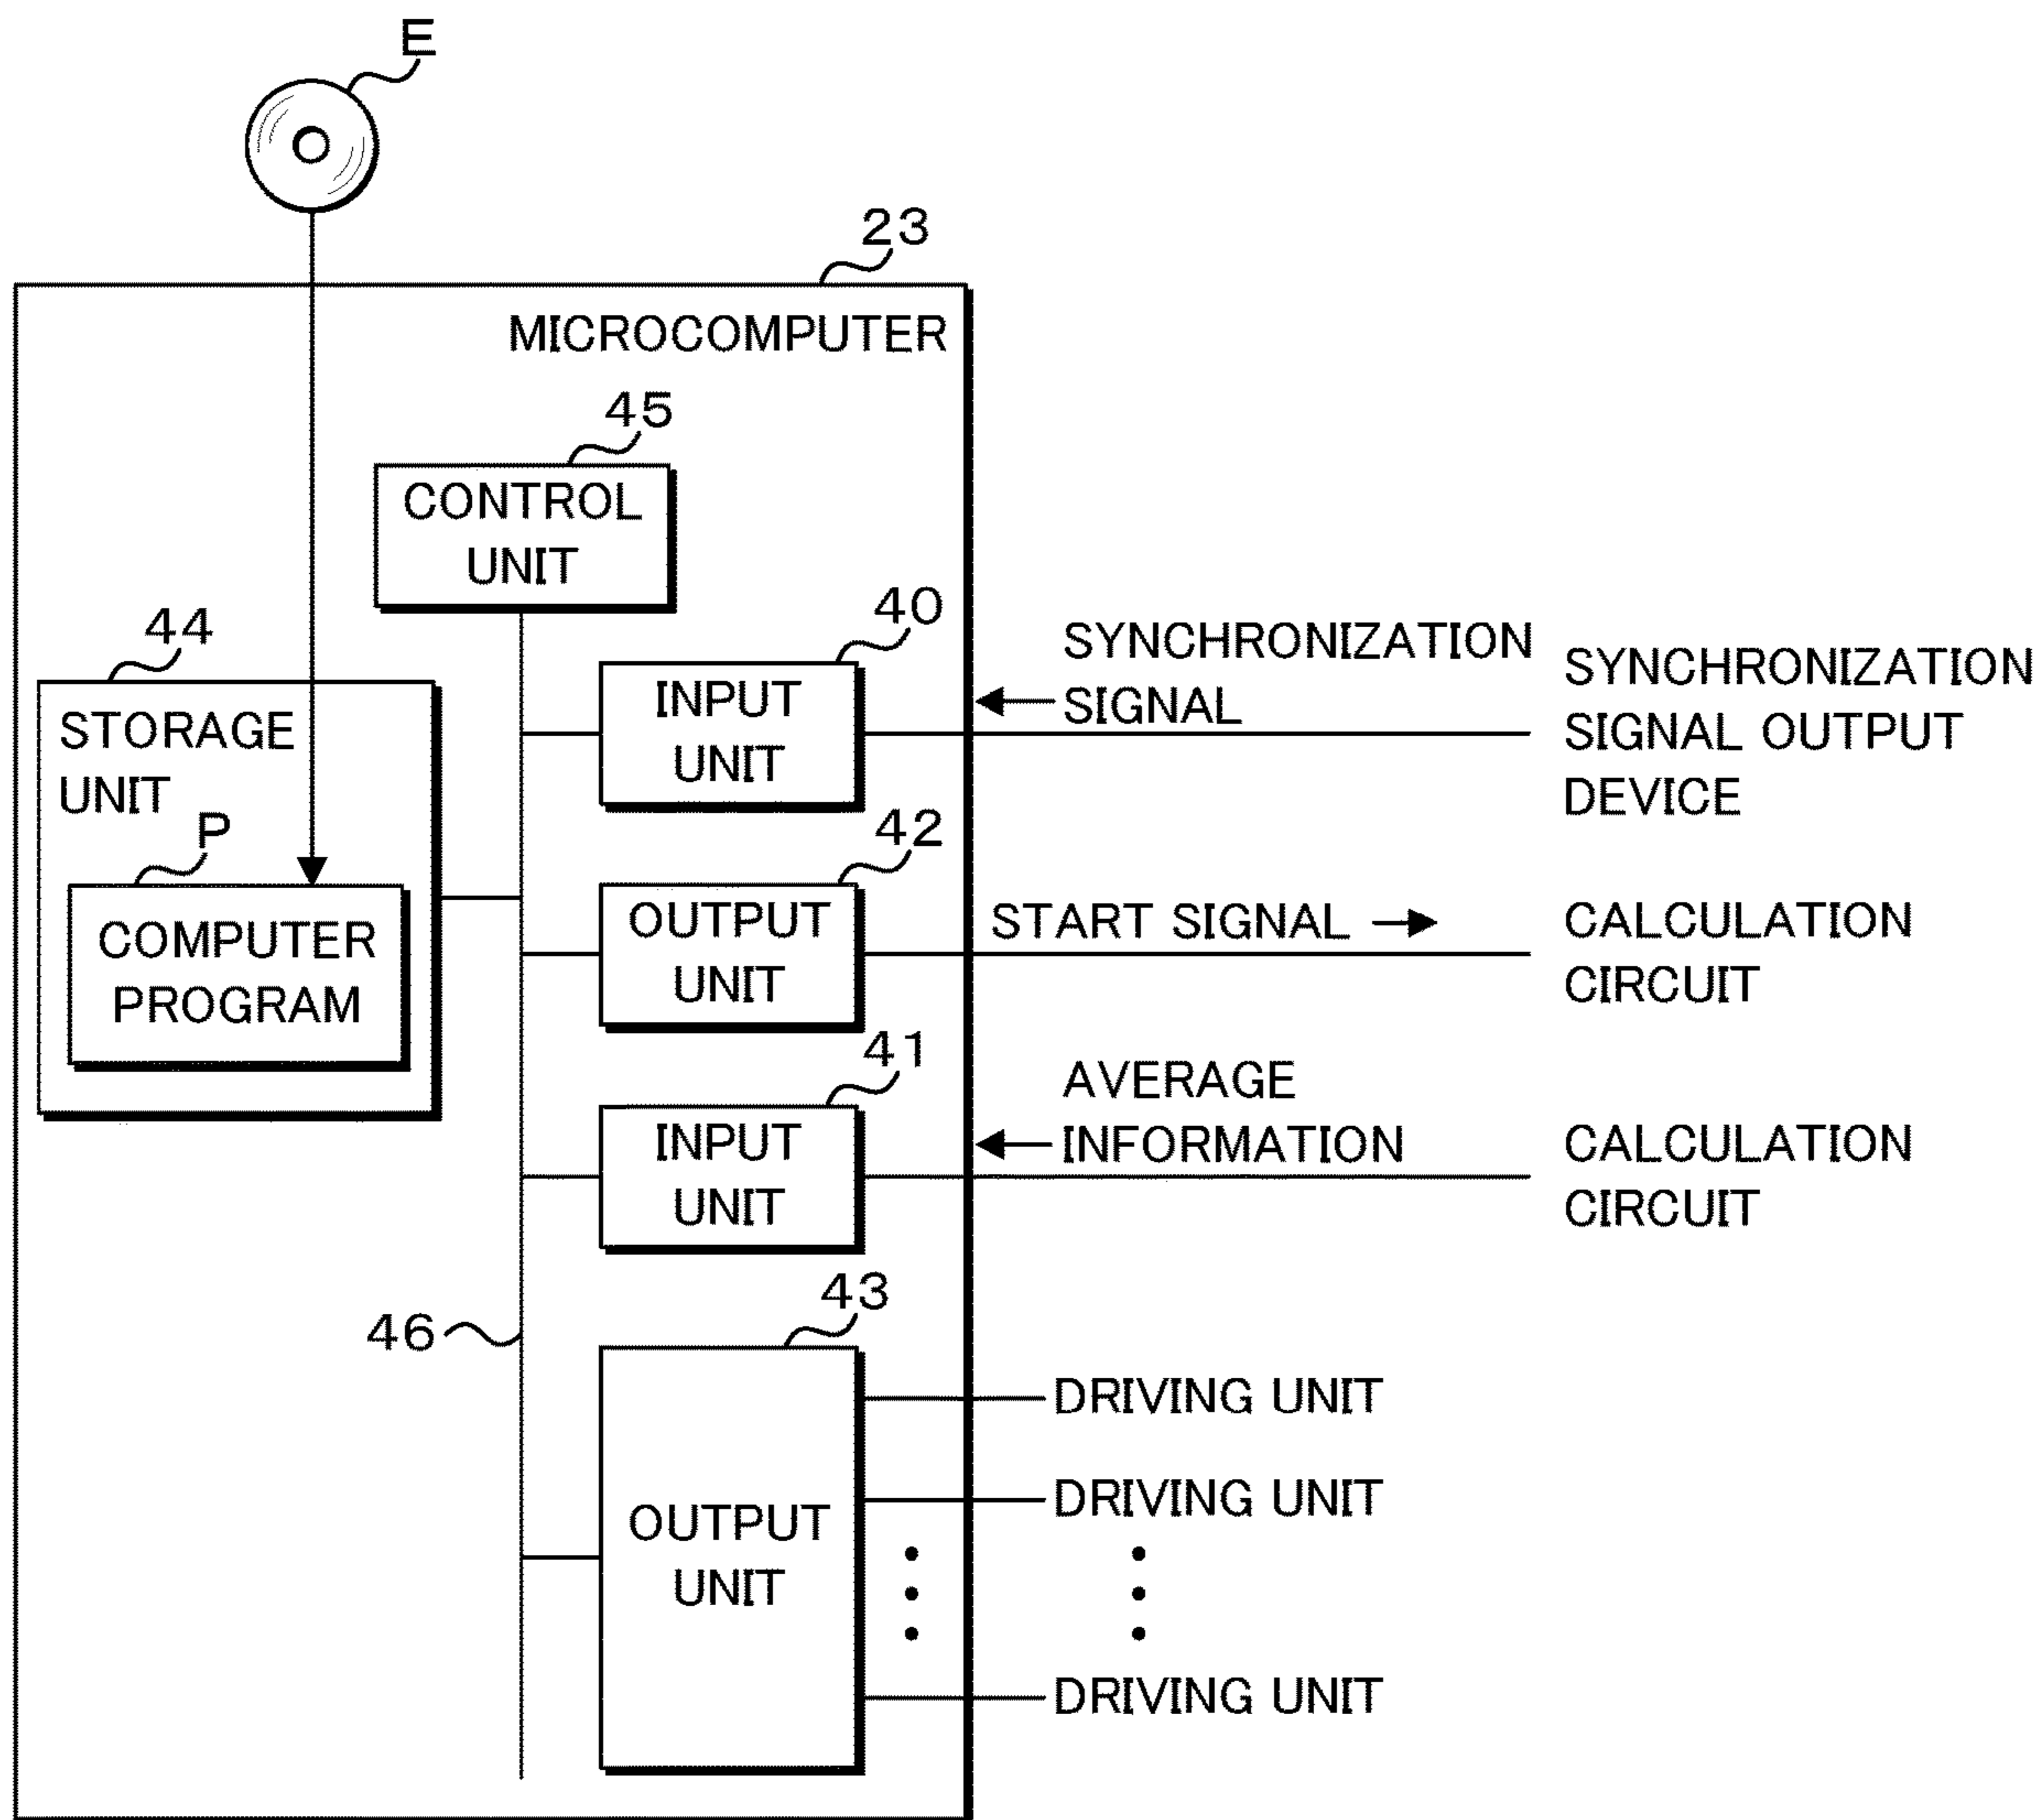 E
23
MICROCOMPUTER
45
CONTROL
UNIT
44
STORAGE
UNIT
P
COMPUTER
PROGRAM
40
INPUT
UNIT
SYNCHRONIZATION
SIGNAL
SYNCHRONIZATION
SIGNAL OUTPUT
DEVICE
42
OUTPUT
UNIT
START SIGNAL
CALCULATION
CIRCUIT
41
INPUT
UNIT
AVERAGE
INFORMATION
CALCULATION
CIRCUIT
46
43
OUTPUT
UNIT
DRIVING UNIT
DRIVING UNIT
DRIVING UNIT